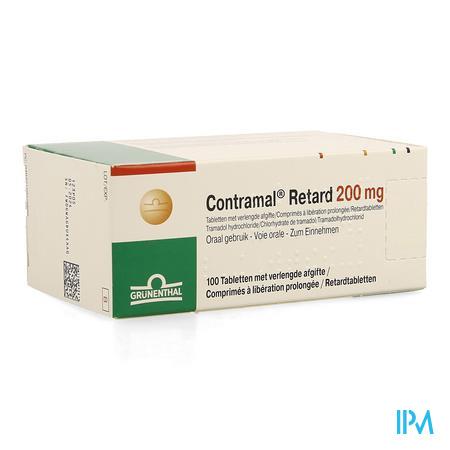 Contramal® Retard 200 mg
Tabletten met verlengde afgifte/Comprimés à libération prolongée/Retardtabletten
Tramadol hydrochloride/Chlorhydrate de tramadol/Tramadolhydrochlorid
Oraal gebruik - Voie orale - Zum Einnehmen
100 Tabletten met verlengde afgifte /
Comprimés à libération prolongée / Retardtabletten
GRÜNENTHAL
LOT/EXP.
IPM